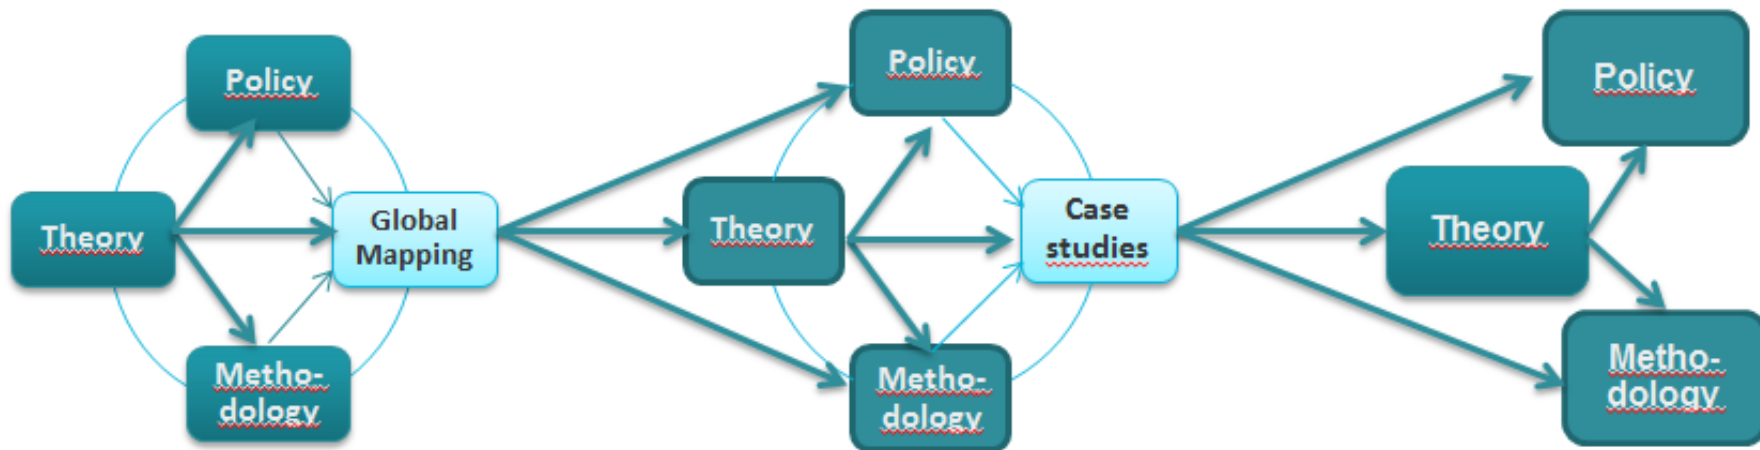 Policy
Theory
Global
Mapping
Metho-
dology
Policy
Theory
Case
studies
Metho-
dology
Policy
Theory
Metho-
dology